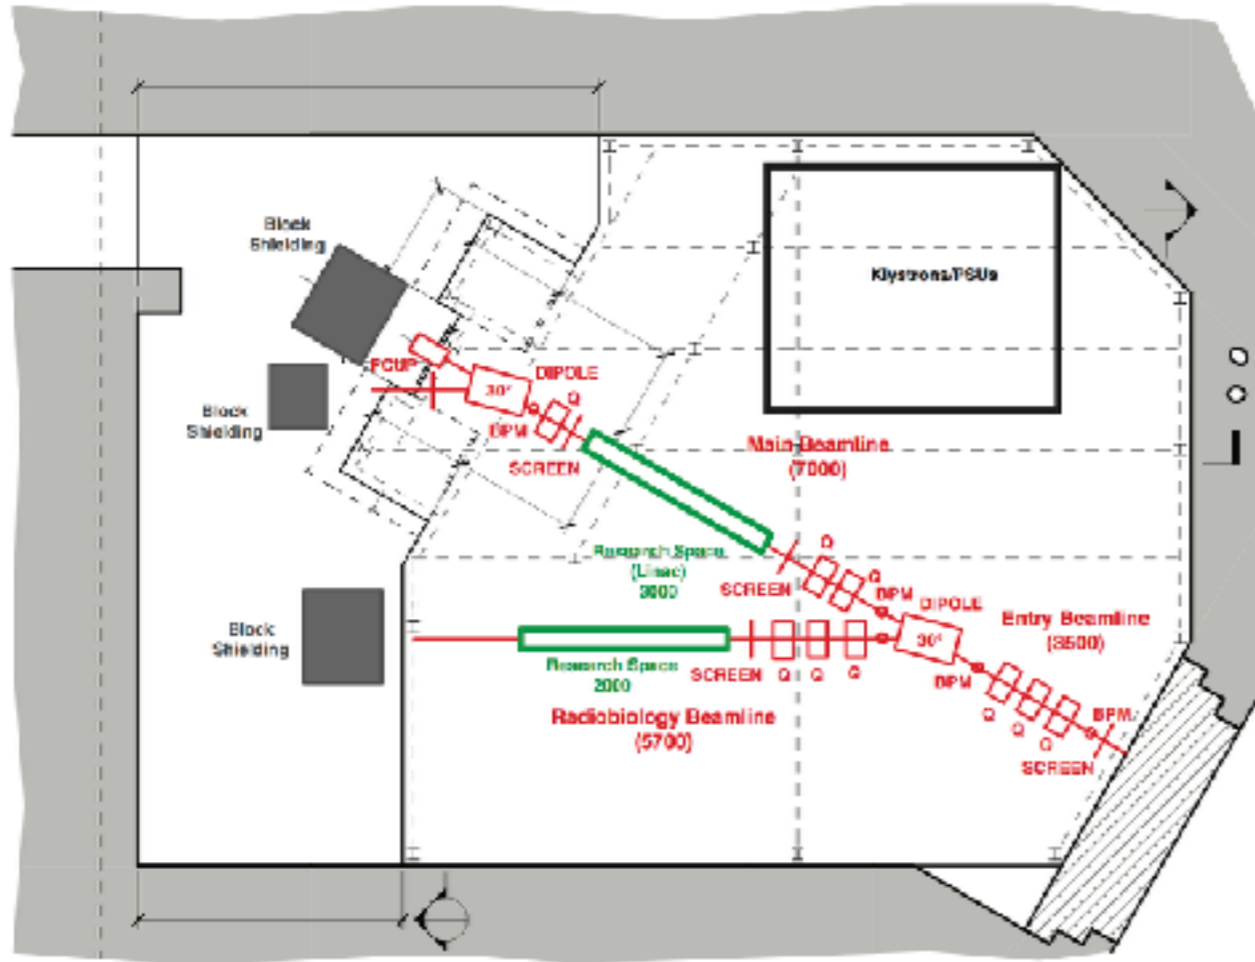 Block
Shielding
Klystrons/PSUs
FCUP
DIPOLE
30°
Q
Block
Shielding
BPM
SCREEN
Main Beamline
(7000)
Research Space
(Linac)
3000
Q
Q
SCREEN
BPM
DIPOLE
Entry Beamline
(3500)
30°
Block
Shielding
Research Space
2000
SCREEN
Q
Q
Q
BPM
Radiobiology Beamline
(5700)
Q
Q
Q
BPM
SCREEN